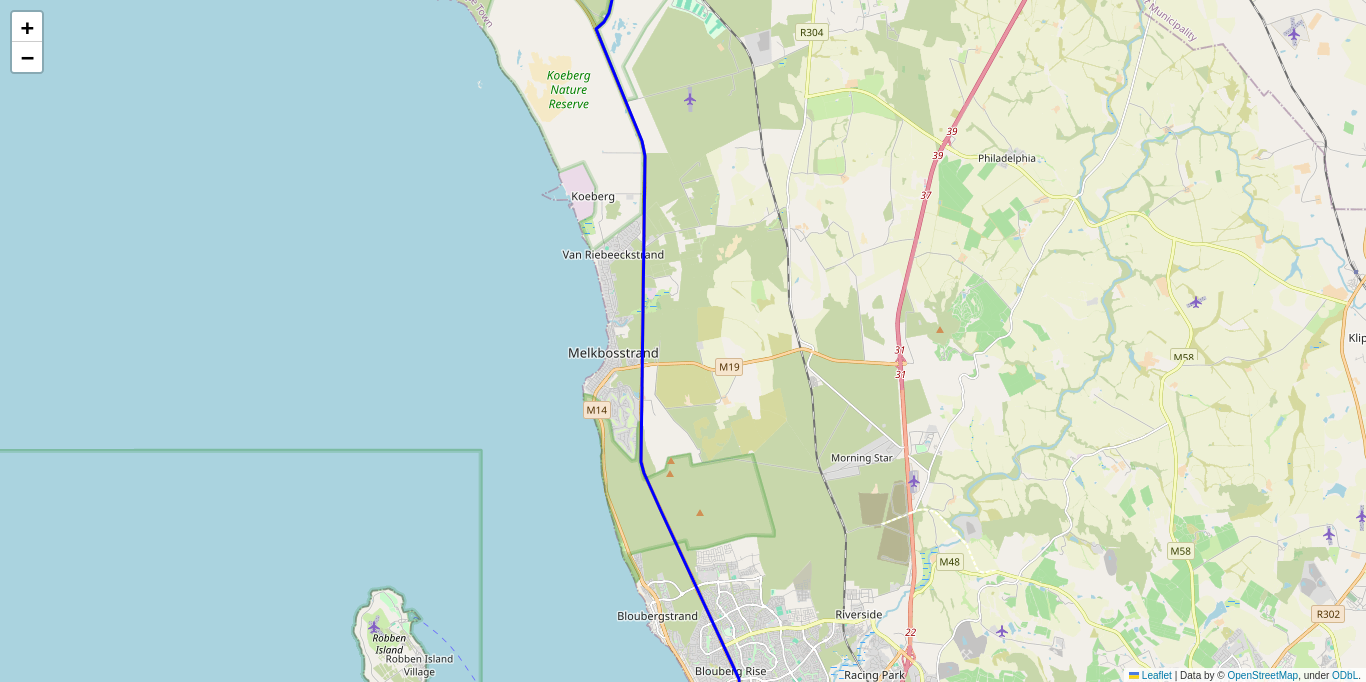 +
−
e Town
Municipality
R304
Koeberg
Nature
Reserve
39
39
Philadelphia
37
Koeberg
Van Riebeeckstrand
Melkbosstrand
31
31
M19
M58
Klip
M14
Morning Star
M58
M48
R302
Bloubergstrand
Riverside
22
Robben
Island
Robben Island
Village
Blouberg Rise
Racing Park
Leaflet | Data by © OpenStreetMap, under ODbL.